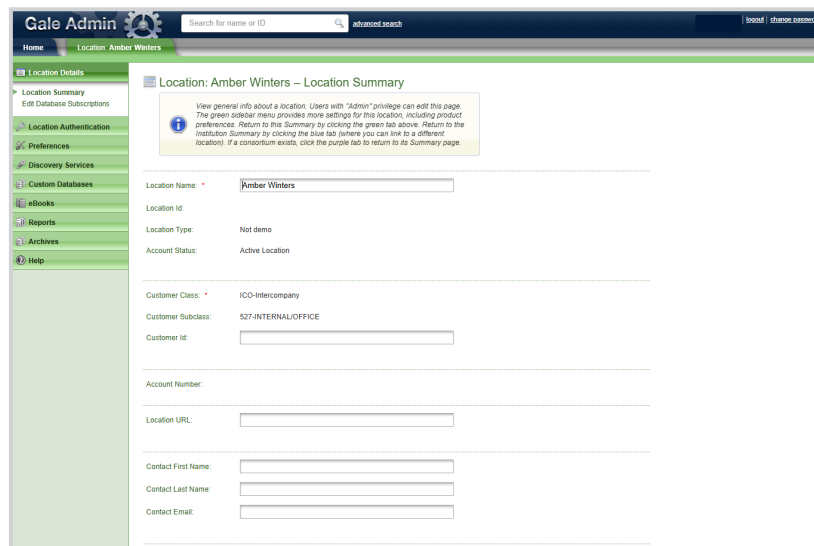 Gale Admin
Search for name or ID
advanced search
logout | change passwo
Home
Location: Amber Winters
Location Details
Location Summary
Edit Database Subscriptions
Location Authentication
Preferences
Discovery Services
Custom Databases
eBooks
Reports
Archives
Help
Location: Amber Winters – Location Summary
View general info about a location. Users with "Admin" privilege can edit this page.
The green sidebar menu provides more settings for this location, including product
preferences. Return to this Summary by clicking the green tab above. Return to the
Institution Summary by clicking the blue tab (where you can link to a different
location). If a consortium exists, click the purple tab to return to its Summary page.
Location Name: * Amber Winters
Location Id:
Location Type: Not demo
Account Status: Active Location
Customer Class: * ICO-Intercompany
Customer Subclass: 527-INTERNAL/OFFICE
Customer Id:
Account Number:
Location URL:
Contact First Name:
Contact Last Name:
Contact Email: